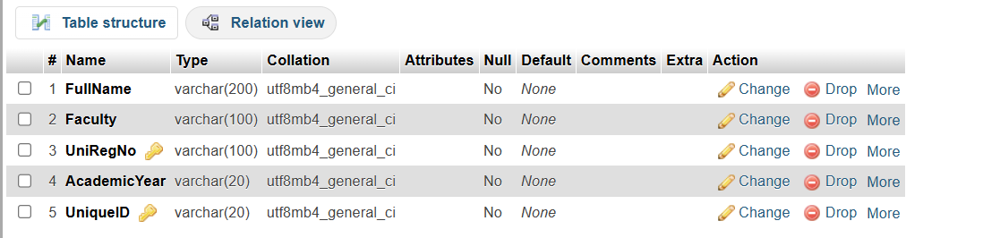 Table structure Relation view
# Name Type Collation Attributes Null Default Comments Extra Action
1 FullName varchar(200) utf8mb4_general_ci No None Change Drop More
2 Faculty varchar(100) utf8mb4_general_ci No None Change Drop More
3 UniRegNo varchar(100) utf8mb4_general_ci No None Change Drop More
4 AcademicYear varchar(20) utf8mb4_general_ci No None Change Drop More
5 UniqueID varchar(20) utf8mb4_general_ci No None Change Drop More